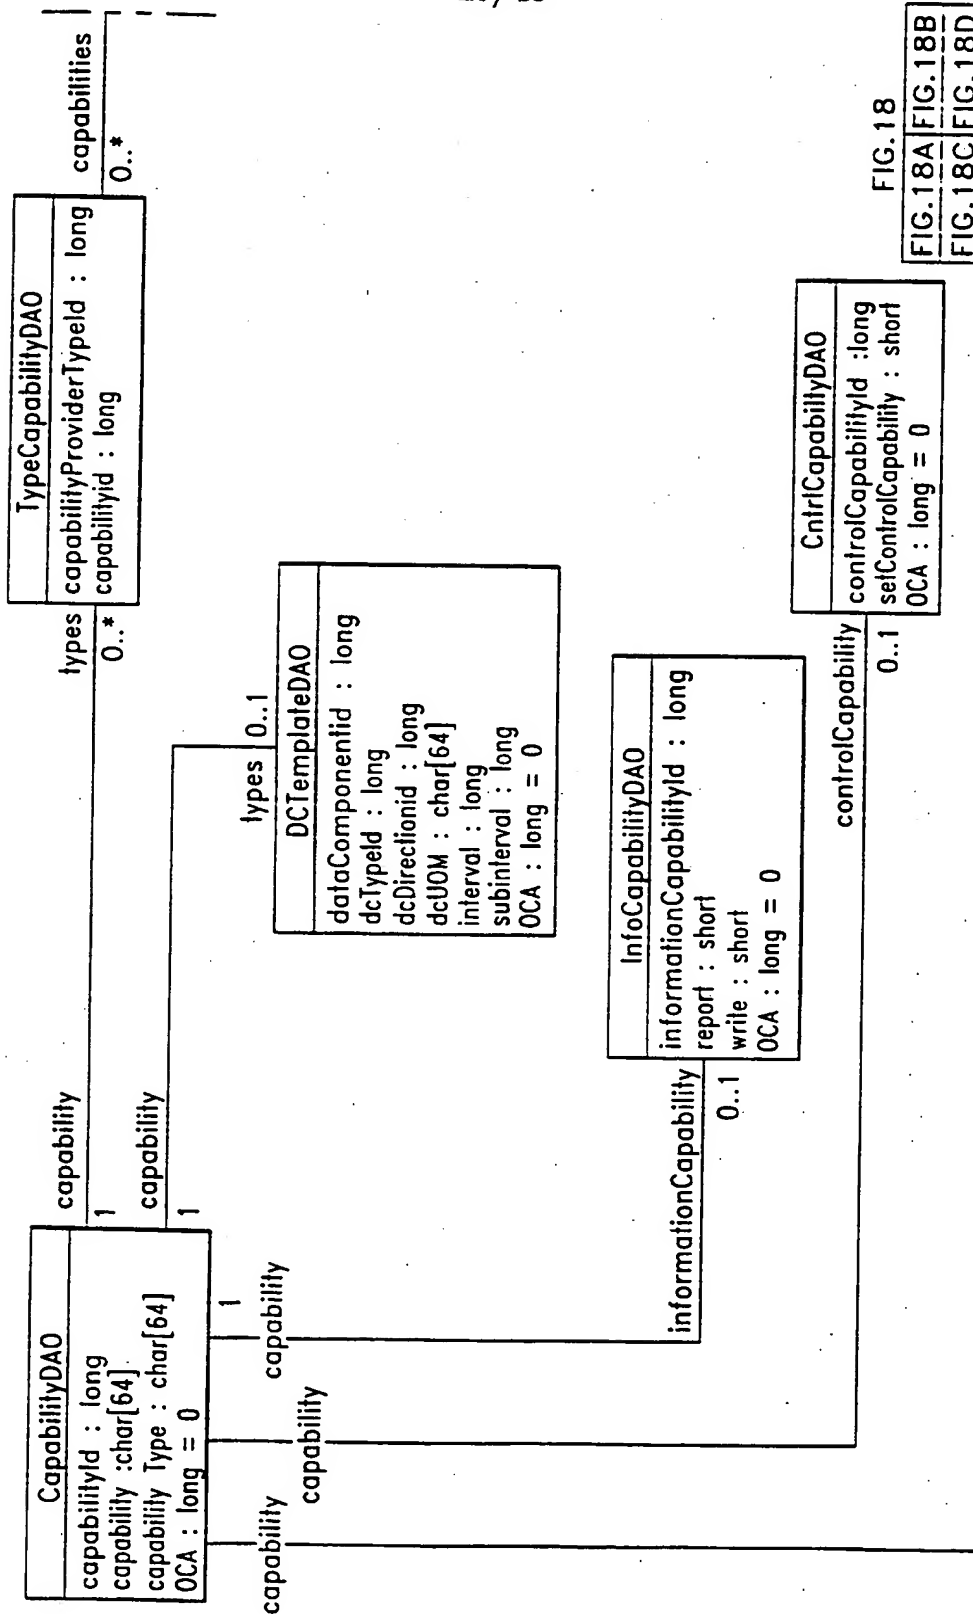 CapabilityDAO
capabilityId : long
capability :char[64]
capability Type : char[64]
OCA : long = 0
capability
1
capability
1
1
capability
capability
capability
types
0..*
TypeCapabilityDAO
capabilityProviderTypeId : long
capabilityid : long
capabilities
0..*
types
0..1
DCTemplateDAO
dataComponentid : long
dcTypeId : long
dcDirectionid : long
dcUOM : char[64]
interval : long
subinterval : long
OCA : long = 0
informationCapability
0..1
InfoCapabilityDAO
informationCapabilityId : long
report : short
write : short
OCA : long = 0
controlCapability
0..1
CntrlCapabiltyDAO
controlCapabilityId :long
setControlCapability : short
OCA : long = 0
FIG.18
FIG.18A FIG.18B
FIG.18C FIG.18D